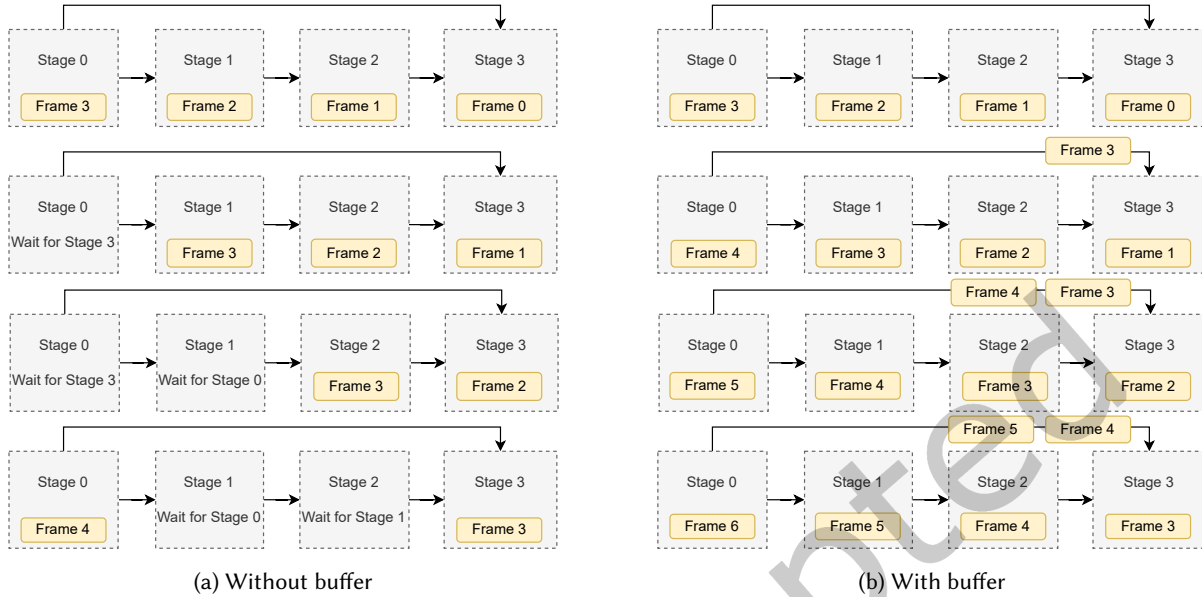 Stage 0 Stage 1 Stage 2 Stage 3
Frame 3 Frame 2 Frame 1 Frame 0
Stage 0 Stage 1 Stage 2 Stage 3
Wait for Stage 3 Frame 3 Frame 2 Frame 1
Stage 0 Stage 1 Stage 2 Stage 3
Wait for Stage 3 Wait for Stage 0 Frame 3 Frame 2
Stage 0 Stage 1 Stage 2 Stage 3
Frame 4 Wait for Stage 0 Wait for Stage 1 Frame 3
(a) Without buffer
Stage 0 Stage 1 Stage 2 Stage 3
Frame 3 Frame 2 Frame 1 Frame 0
Frame 3
Stage 0 Stage 1 Stage 2 Stage 3
Frame 4 Frame 3 Frame 2 Frame 1
Frame 4 Frame 3
Stage 0 Stage 1 Stage 2 Stage 3
Frame 5 Frame 4 Frame 3 Frame 2
Frame 5 Frame 4
Stage 0 Stage 1 Stage 2 Stage 3
Frame 6 Frame 5 Frame 4 Frame 3
(b) With buffer
pted